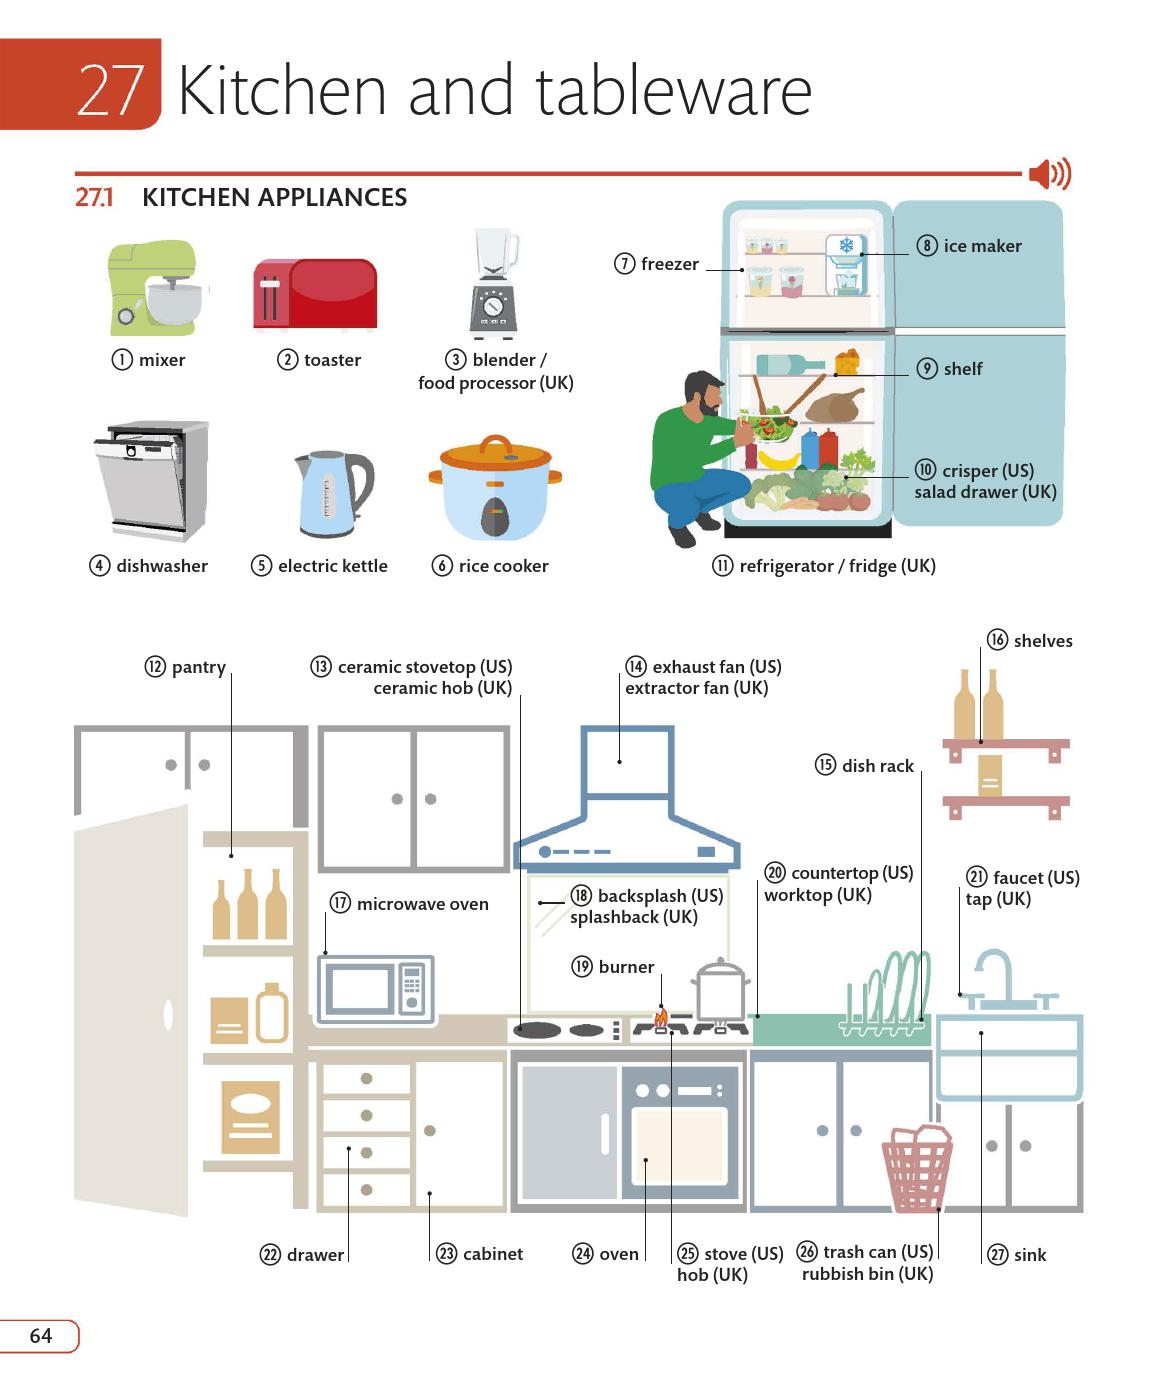 27 Kitchen and tableware
27.1 KITCHEN APPLIANCES
① mixer
② toaster
③ blender /
food processor (UK)
④ dishwasher
⑤ electric kettle
⑥ rice cooker
⑦ freezer
⑧ ice maker
⑨ shelf
⑩ crisper (US)
salad drawer (UK)
⑪ refrigerator / fridge (UK)
⑫ pantry
⑬ ceramic stovetop (US)
ceramic hob (UK)
⑭ exhaust fan (US)
extractor fan (UK)
⑮ dish rack
⑯ shelves
⑰ microwave oven
⑱ backsplash (US)
splashback (UK)
⑲ burner
⑳ countertop (US)
worktop (UK)
㉑ faucet (US)
tap (UK)
㉒ drawer
㉓ cabinet
㉔ oven
㉕ stove (US)
hob (UK)
㉖ trash can (US)
rubbish bin (UK)
㉗ sink
64